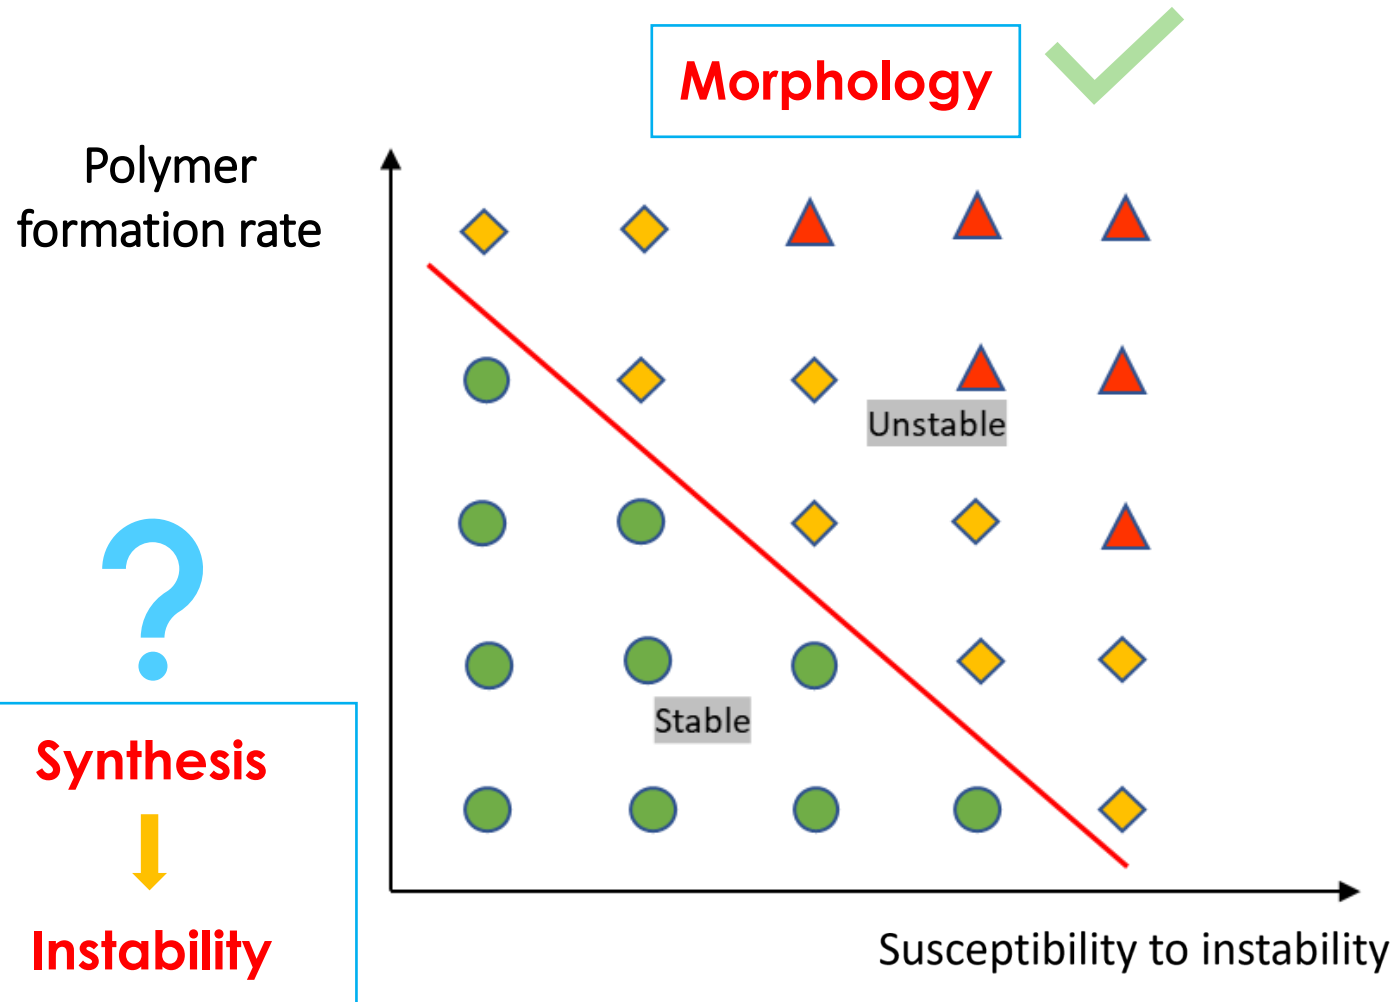 Morphology
Polymer
formation rate
Unstable
?
Stable
Synthesis
Instability
Susceptibility to instability